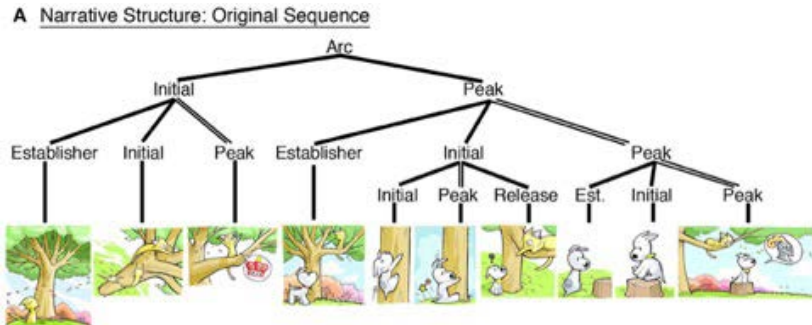 A Narrative Structure: Original Sequence
Arc
Initial Peak
Establisher Initial Peak Establisher Initial Peak
Initial Peak Release Est. Initial Peak